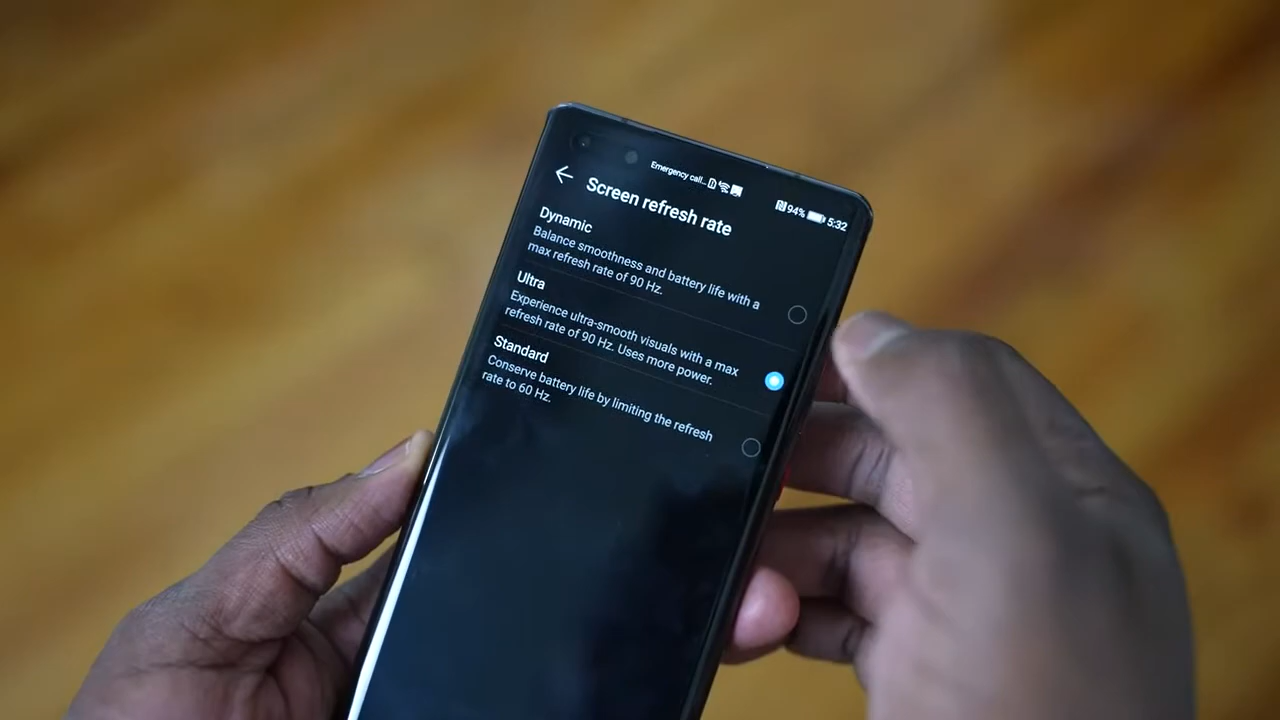 Emergency call...
94% 5:32
Screen refresh rate
Dynamic
Balance smoothness and battery life with a
max refresh rate of 90 Hz.
Ultra
Experience ultra-smooth visuals with a max
refresh rate of 90 Hz. Uses more power.
Standard
Conserve battery life by limiting the refresh
rate to 60 Hz.